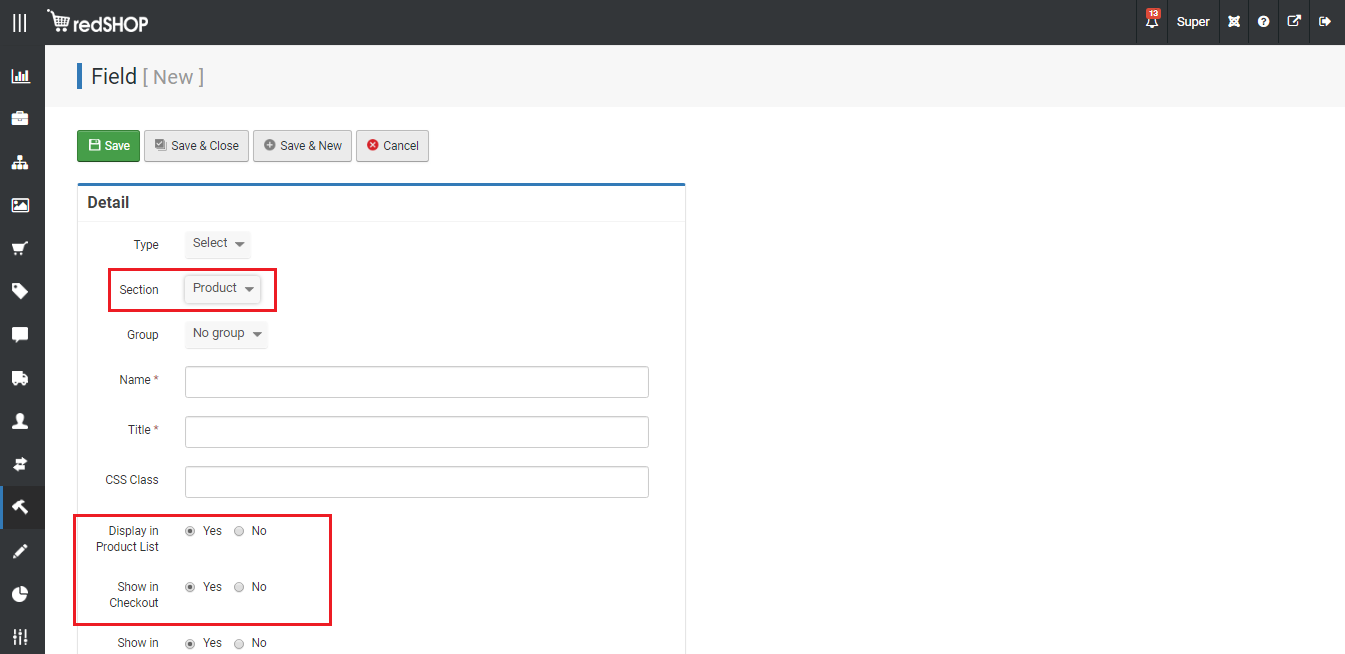 redSHOP
13
Super
Field [ New ]
Save
Save & Close
Save & New
Cancel
Detail
Type
Select
Section
Product
Group
No group
Name *
Title *
CSS Class
Display in
Product List
Yes
No
Show in
Checkout
Yes
No
Show in
Yes
No